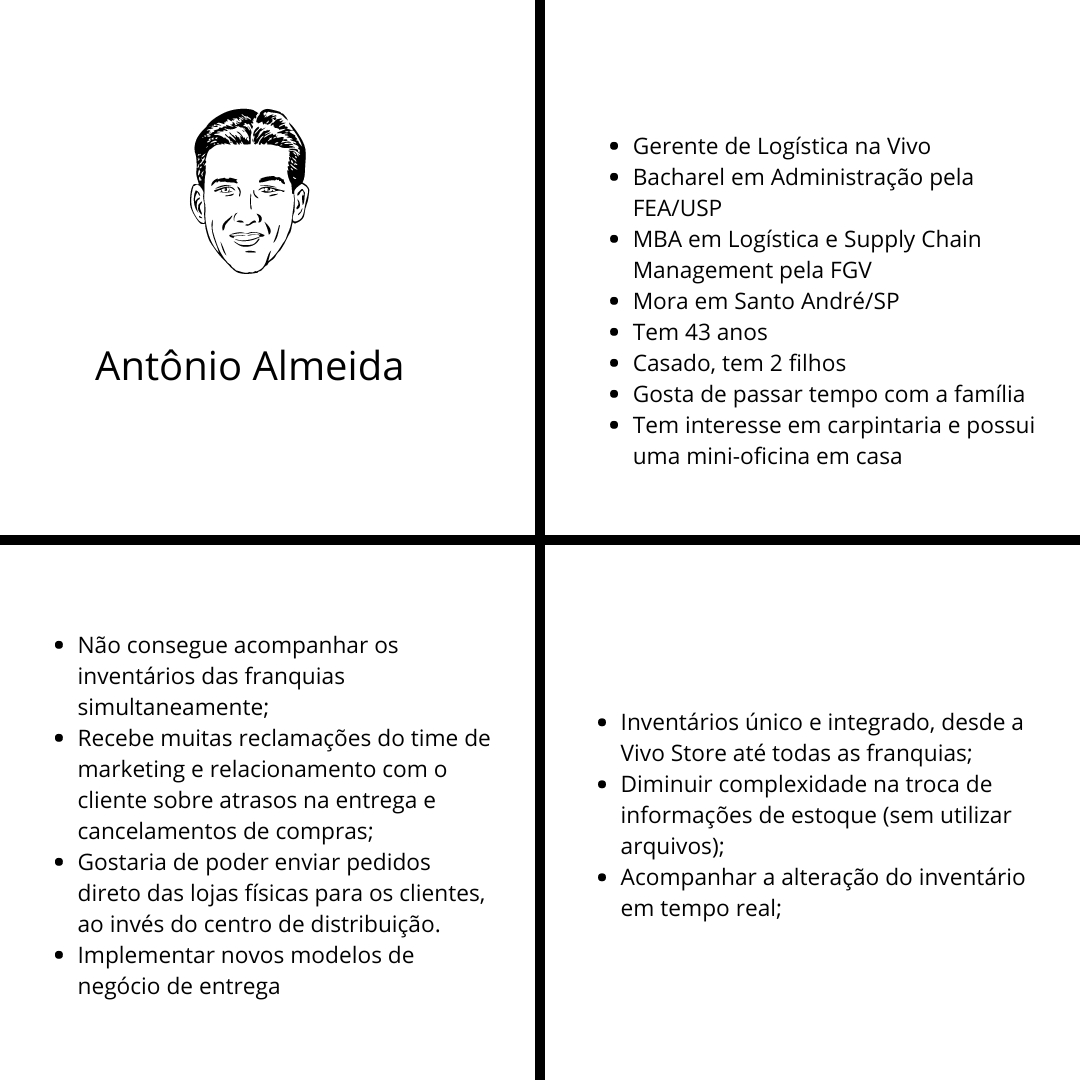 Antônio Almeida
• Gerente de Logística na Vivo
• Bacharel em Administração pela
FEA/USP
• MBA em Logística e Supply Chain
Management pela FGV
• Mora em Santo André/SP
• Tem 43 anos
• Casado, tem 2 filhos
• Gosta de passar tempo com a família
• Tem interesse em carpintaria e possui
uma mini-oficina em casa
• Não consegue acompanhar os
inventários das franquias
simultaneamente;
• Recebe muitas reclamações do time de
marketing e relacionamento com o
cliente sobre atrasos na entrega e
cancelamentos de compras;
• Gostaria de poder enviar pedidos
direto das lojas físicas para os clientes,
ao invés do centro de distribuição.
• Implementar novos modelos de
negócio de entrega
• Inventários único e integrado, desde a
Vivo Store até todas as franquias;
• Diminuir complexidade na troca de
informações de estoque (sem utilizar
arquivos);
• Acompanhar a alteração do inventário
em tempo real;